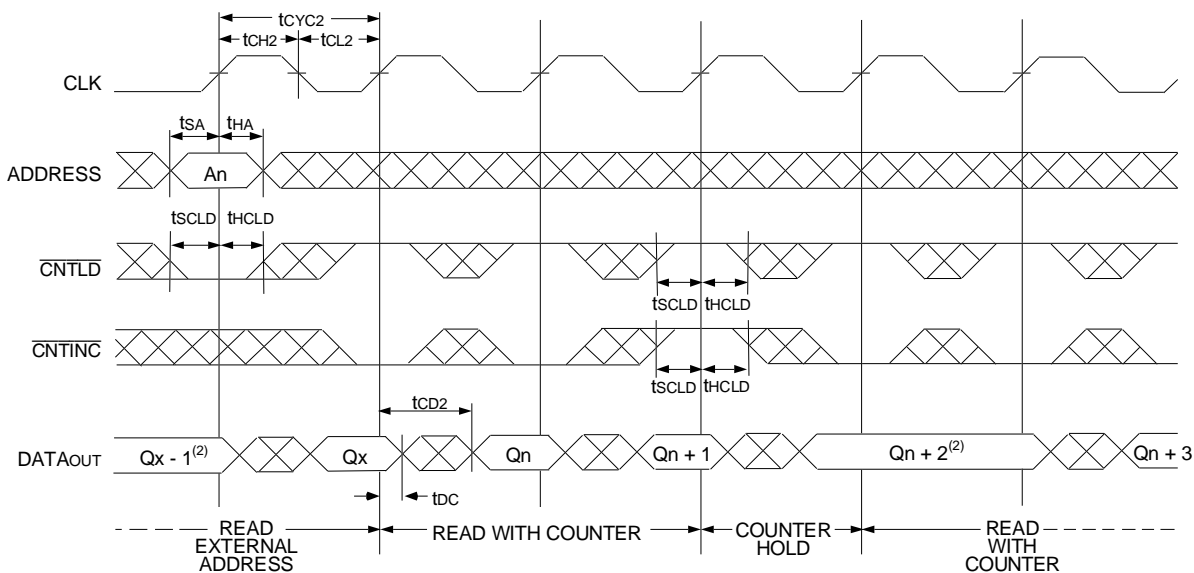 tCYC2
tCH2 tCL2
CLK
tSA tHA
ADDRESS An
tSCLD tHCLD
CNTLD
tSCLD tHCLD
CNTINC
tSCLD tHCLD
tCD2
DATAOUT Qx - 1(2) Qx Qn Qn + 1 Qn + 2(2) Qn + 3
tDC
READ EXTERNAL ADDRESS
READ WITH COUNTER
COUNTER HOLD
READ WITH COUNTER